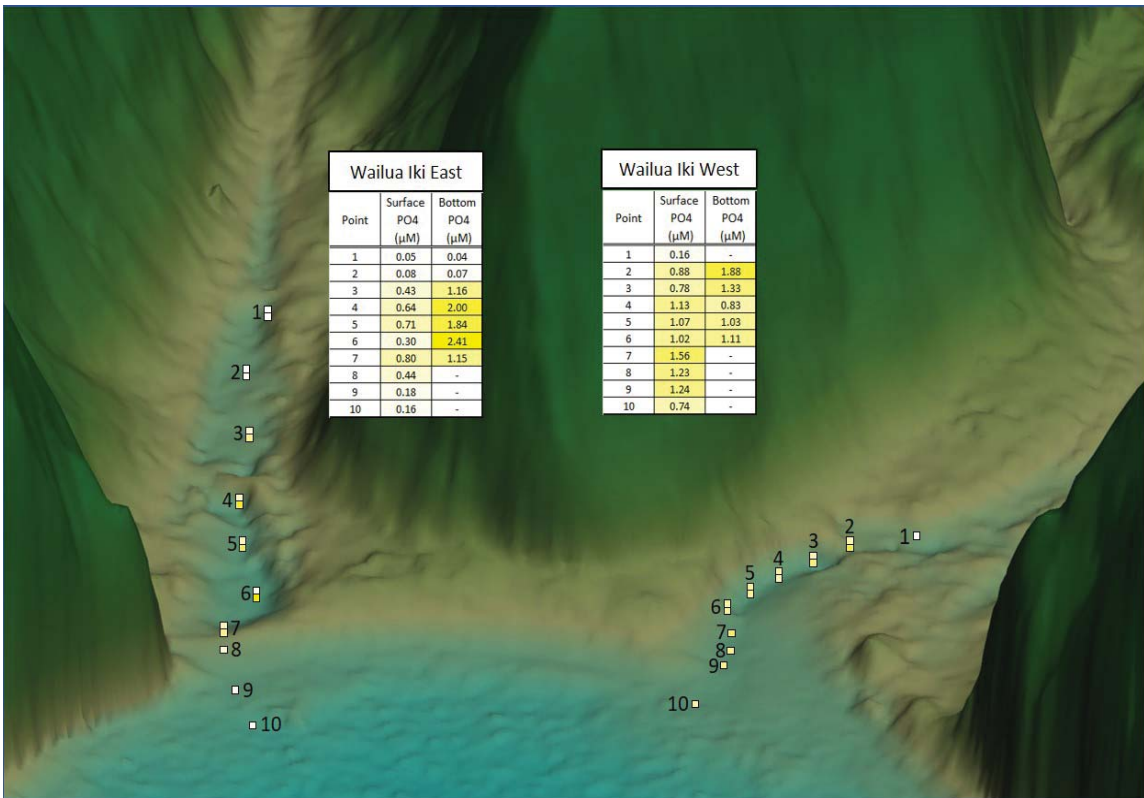 Wailua Iki East
Point Surface PO4 (µM) Bottom PO4 (µM)
1 0.05 0.04
2 0.08 0.07
3 0.43 1.16
4 0.64 2.00
5 0.71 1.84
6 0.30 2.41
7 0.80 1.15
8 0.44 -
9 0.18 -
10 0.16 -
Wailua Iki West
Point Surface PO4 (µM) Bottom PO4 (µM)
1 0.16 -
2 0.88 1.88
3 0.78 1.33
4 1.13 0.83
5 1.07 1.03
6 1.02 1.11
7 1.56 -
8 1.23 -
9 1.24 -
10 0.74 -
1
2
3
4
5
6
7
8
9
10
1
2
3
4
5
6
7
8
9
10